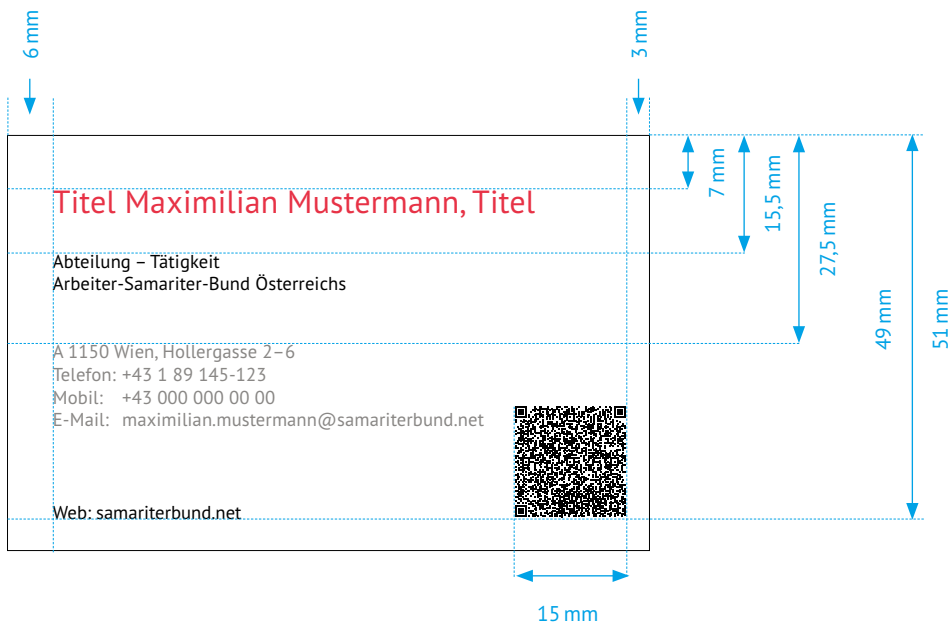 6 mm
3 mm
7 mm
15,5 mm
27,5 mm
49 mm
51 mm
Titel Maximilian Mustermann, Titel
Abteilung – Tätigkeit
Arbeiter-Samariter-Bund Österreichs
A 1150 Wien, Hollergasse 2–6
Telefon: +43 1 89 145-123
Mobil: +43 000 000 00 00
E-Mail: maximilian.mustermann@samariterbund.net
Web: samariterbund.net
15 mm